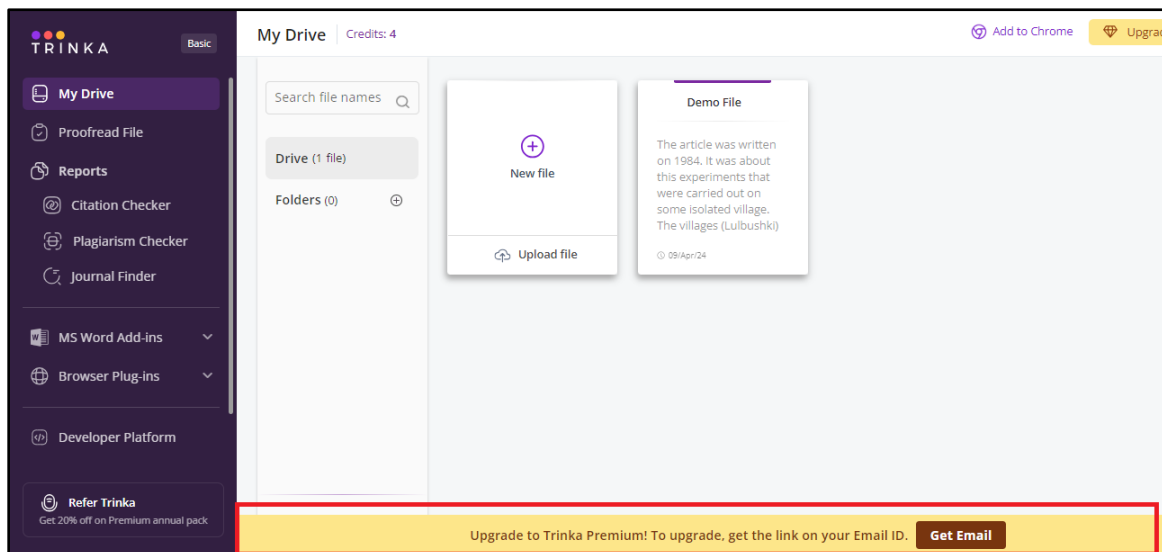 TRINKA
Basic
My Drive
Proofread File
Reports
Citation Checker
Plagiarism Checker
Journal Finder
MS Word Add-ins
Browser Plug-ins
Developer Platform
Refer Trinka
Get 20% off on Premium annual pack
My Drive Credits: 4
Add to Chrome
Upgrad
Search file names
Drive (1 file)
Folders (0)
New file
Upload file
Demo File
The article was written
on 1984. It was about
this experiments that
were carried out on
some isolated village.
The villages (Lulbushki)
09/Apr/24
Upgrade to Trinka Premium! To upgrade, get the link on your Email ID. Get Email